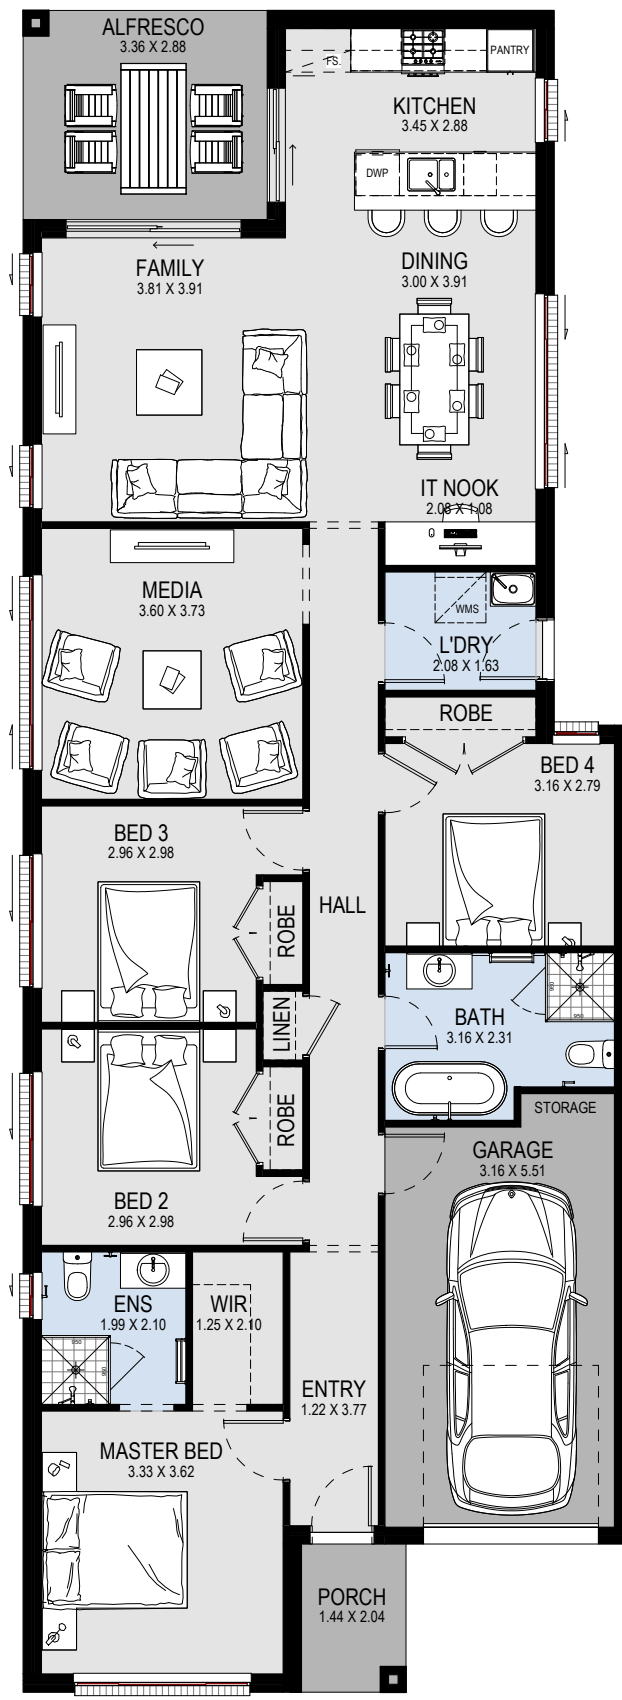 ALFRESCO
3.36 X 2.88
FS.
PANTRY
KITCHEN
3.45 X 2.88
DWP
FAMILY
3.81 X 3.91
DINING
3.00 X 3.91
IT NOOK
2.08 X 1.08
MEDIA
3.60 X 3.73
WMS
L'DRY
2.08 X 1.63
ROBE
BED 4
3.16 X 2.79
BED 3
2.96 X 2.98
ROBE
HALL
LINEN
BATH
3.16 X 2.31
950
950
ROBE
STORAGE
GARAGE
3.16 X 5.51
BED 2
2.96 X 2.98
ENS
1.99 X 2.10
WIR
1.25 X 2.10
950
950
ENTRY
1.22 X 3.77
MASTER BED
3.33 X 3.62
PORCH
1.44 X 2.04